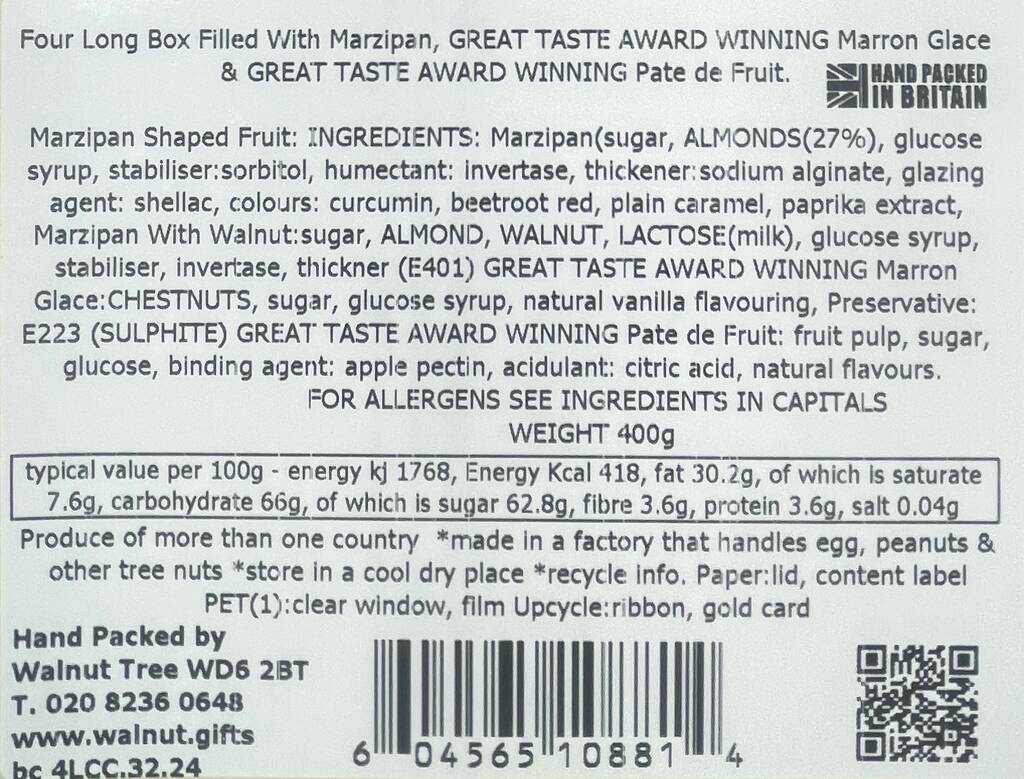 Four Long Box Filled With Marzipan, GREAT TASTE AWARD WINNING Marron Glace
& GREAT TASTE AWARD WINNING Pate de Fruit.
HAND PACKED
IN BRITAIN
Marzipan Shaped Fruit: INGREDIENTS: Marzipan(sugar, ALMONDS(27%), glucose
syrup, stabiliser:sorbitol, humectant: invertase, thickener:sodium alginate, glazing
agent: shellac, colours: curcumin, beetroot red, plain caramel, paprika extract,
Marzipan With Walnut:sugar, ALMOND, WALNUT, LACTOSE(milk), glucose syrup,
stabiliser, invertase, thickner (E401) GREAT TASTE AWARD WINNING Marron
Glace:CHESTNUTS, sugar, glucose syrup, natural vanilla flavouring, Preservative:
E223 (SULPHITE) GREAT TASTE AWARD WINNING Pate de Fruit: fruit pulp, sugar,
glucose, binding agent: apple pectin, acidulant: citric acid, natural flavours.
FOR ALLERGENS SEE INGREDIENTS IN CAPITALS
WEIGHT 400g
typical value per 100g - energy kj 1768, Energy Kcal 418, fat 30.2g, of which is saturate
7.6g, carbohydrate 66g, of which is sugar 62.8g, fibre 3.6g, protein 3.6g, salt 0.04g
Produce of more than one country *made in a factory that handles egg, peanuts &
other tree nuts *store in a cool dry place *recycle info. Paper:lid, content label
PET(1):clear window, film Upcycle:ribbon, gold card
Hand Packed by
Walnut Tree WD6 2BT
T. 020 8236 0648
www.walnut.gifts
bc 4LCC.32.24
6 04565 10881 4